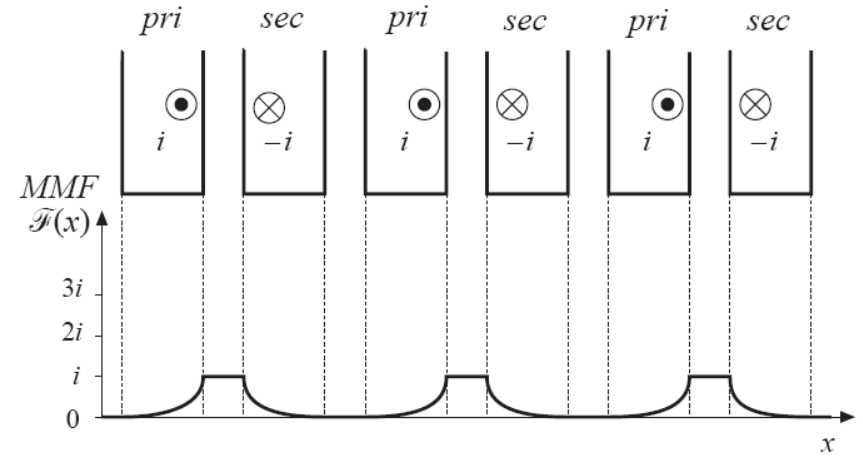 pri sec pri sec pri sec
i −i i −i i −i
MMF
ℱ(x)
3i
2i
i
0
x